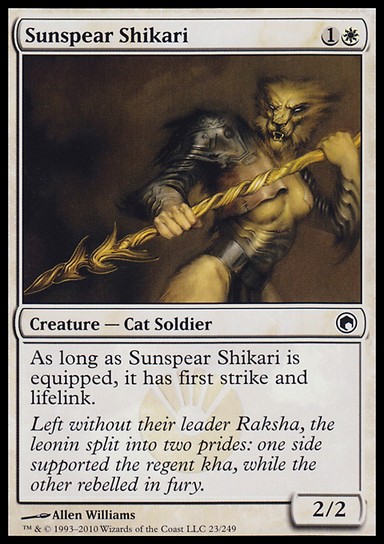 Sunspear Shikari 1
Creature — Cat Soldier
As long as Sunspear Shikari is
equipped, it has first strike and
lifelink.
Left without their leader Raksha, the
leonin split into two prides: one side
supported the regent kha, while the
other rebelled in fury.
Allen Williams
™ & © 1993–2010 Wizards of the Coast LLC 23/249
2/2